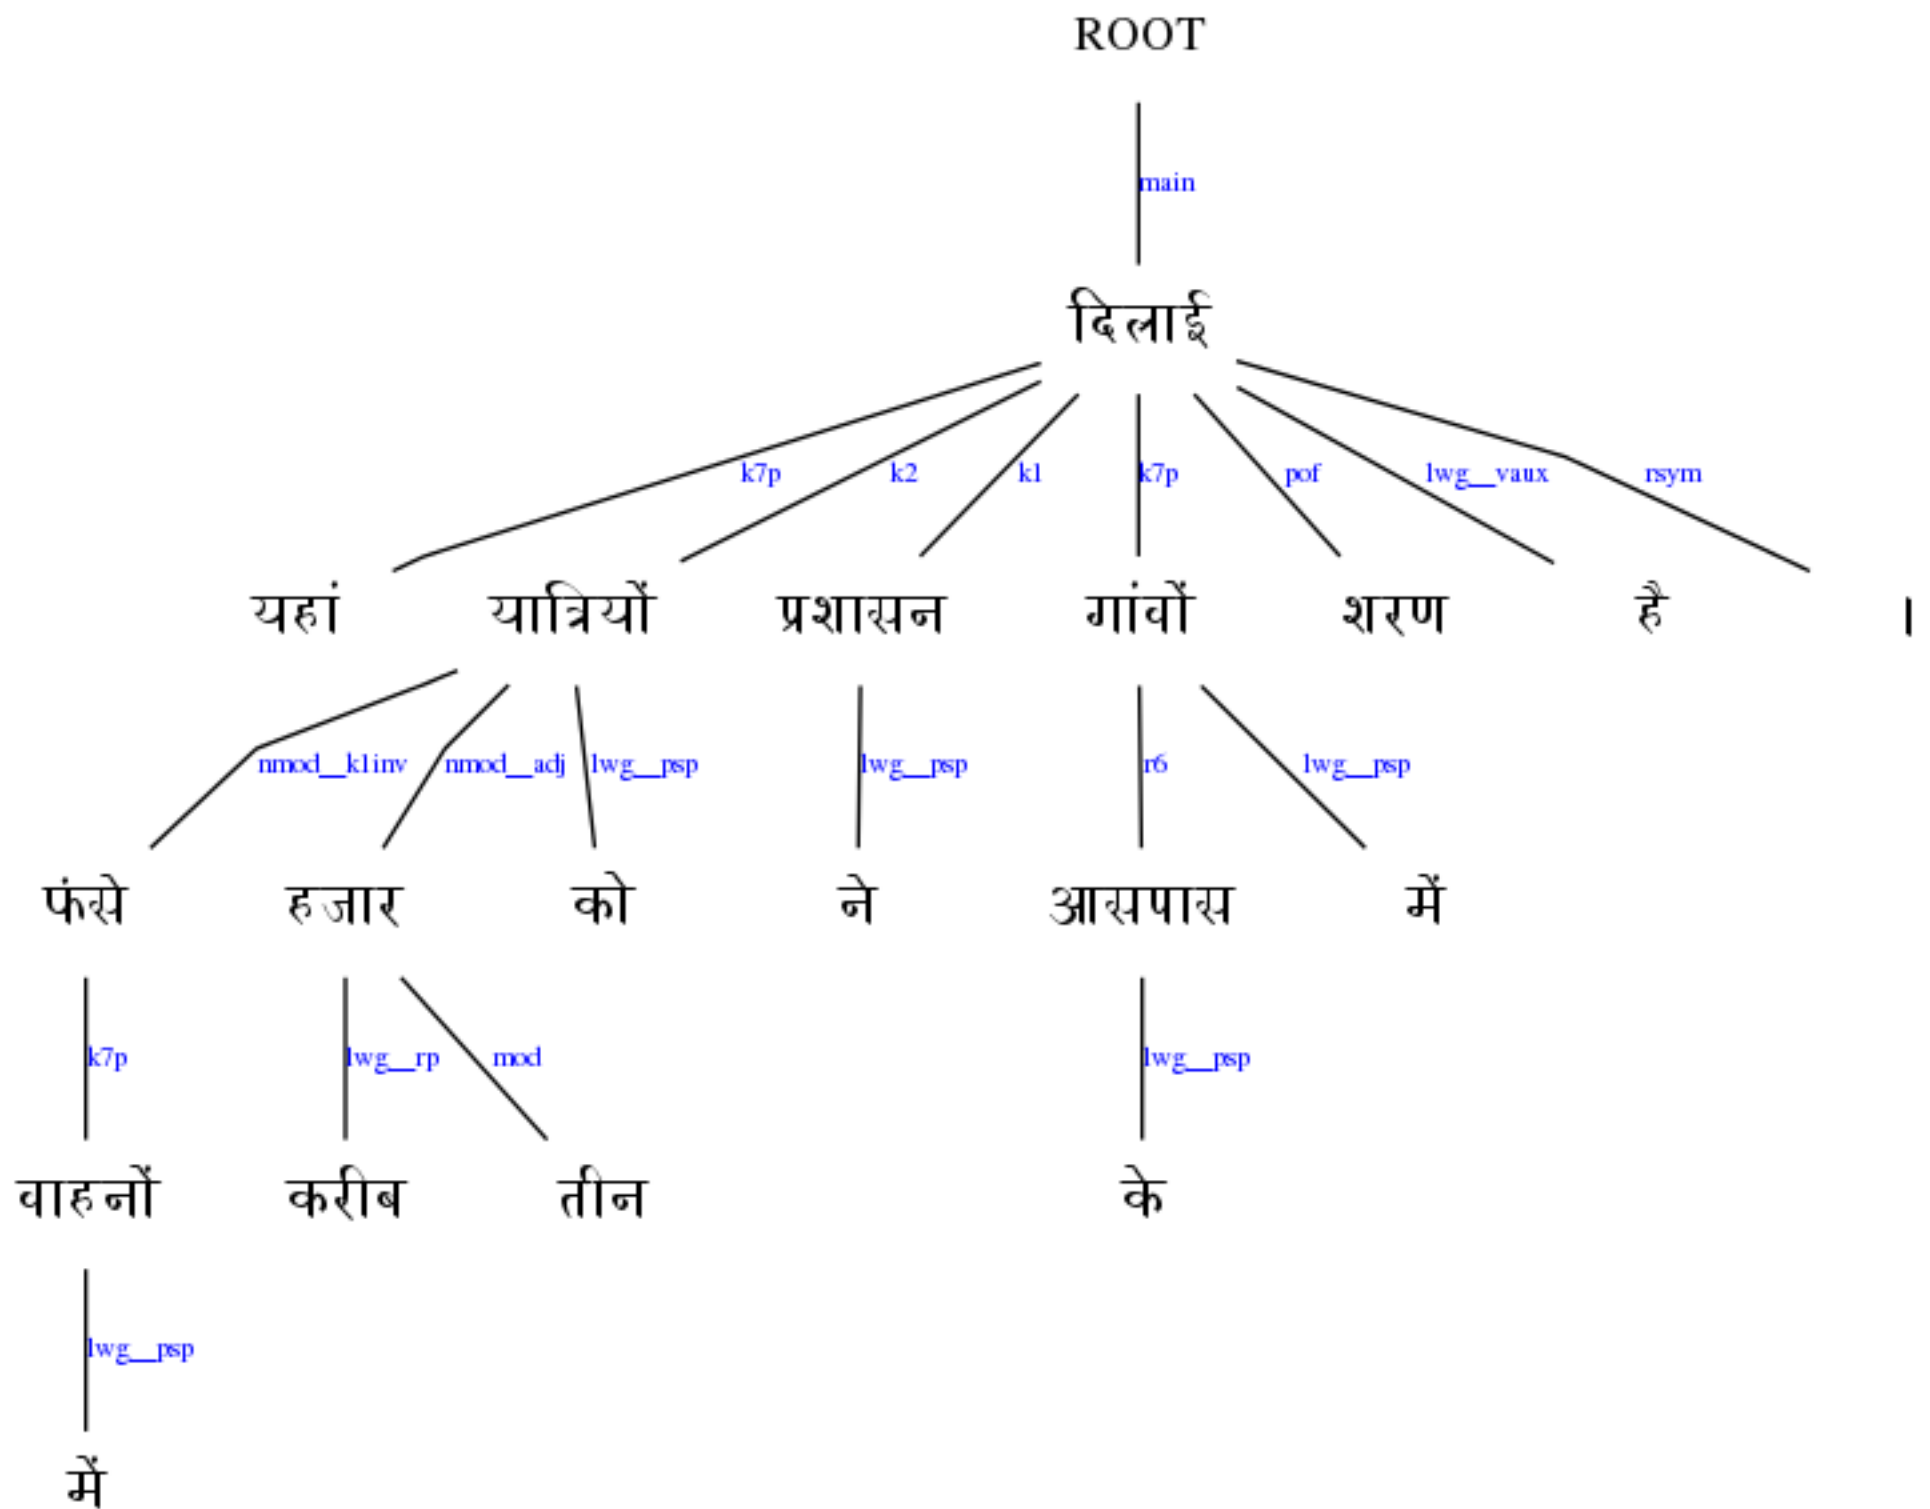 ROOT
main
दिलाई
k7p k2 k1 k7p pof lwg__vaux rsym
यहां यात्रियों प्रशासन गांवों शरण है ।
nmod__k1inv nmod__adj lwg__psp lwg__psp r6 lwg__psp
फंसे हजार को ने आसपास में
k7p lwg__rp mod lwg__psp
वाहनों करीब तीन के
lwg__psp
में